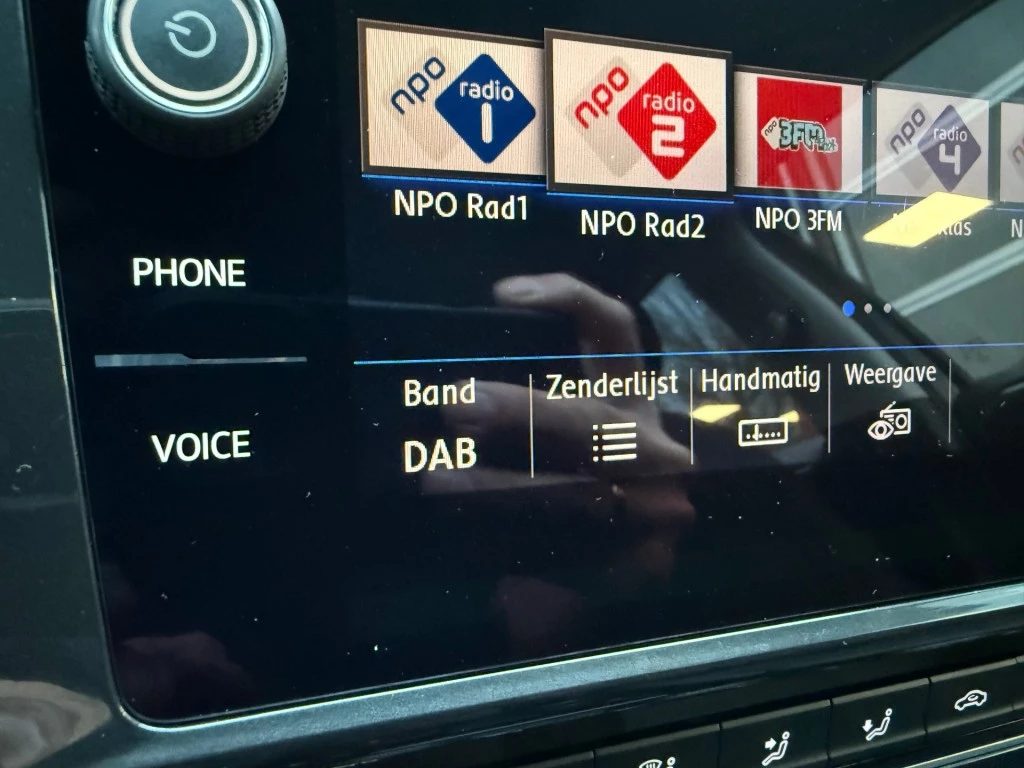 npo radio 1
npo radio 2
npo 3FM
npo radio 4
NPO Rad1
NPO Rad2
NPO 3FM
PHONE
VOICE
Band
DAB
Zenderlijst
Handmatig
Weergave